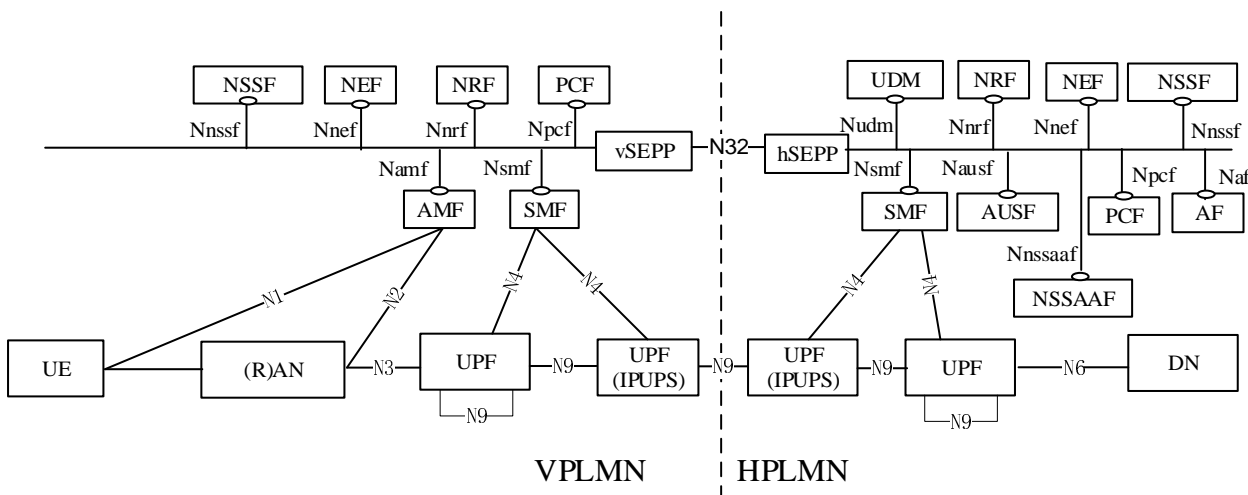 NSSF NEF NRF PCF UDM NRF NEF NSSF
Nnssf Nnef Nnrf Npcf Nudm Nnrf Nnef Nnssf
vSEPP N32 hSEPP
Namf Nsmf Nsmf Nausf Npcf Naf
AMF SMF SMF AUSF PCF AF
Nnssaaf
N1 N2 N4 N4 N4 N4
NSSAAF
UE (R)AN N3 UPF N9 UPF
(IPUPS) N9 UPF
(IPUPS) N9 UPF N6 DN
N9 N9
VPLMN HPLMN